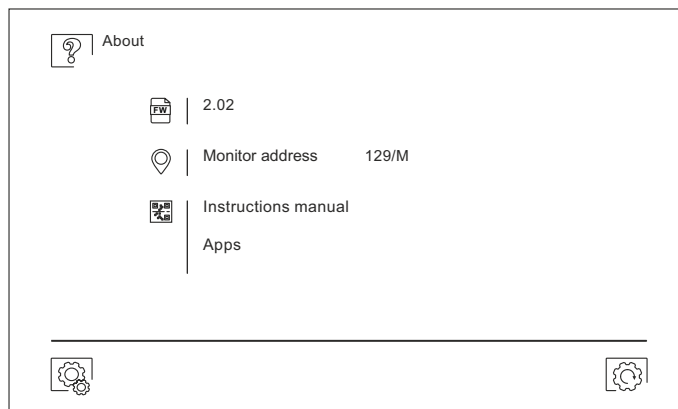 About
FW
2.02
Monitor address 129/M
Instructions manual
Apps